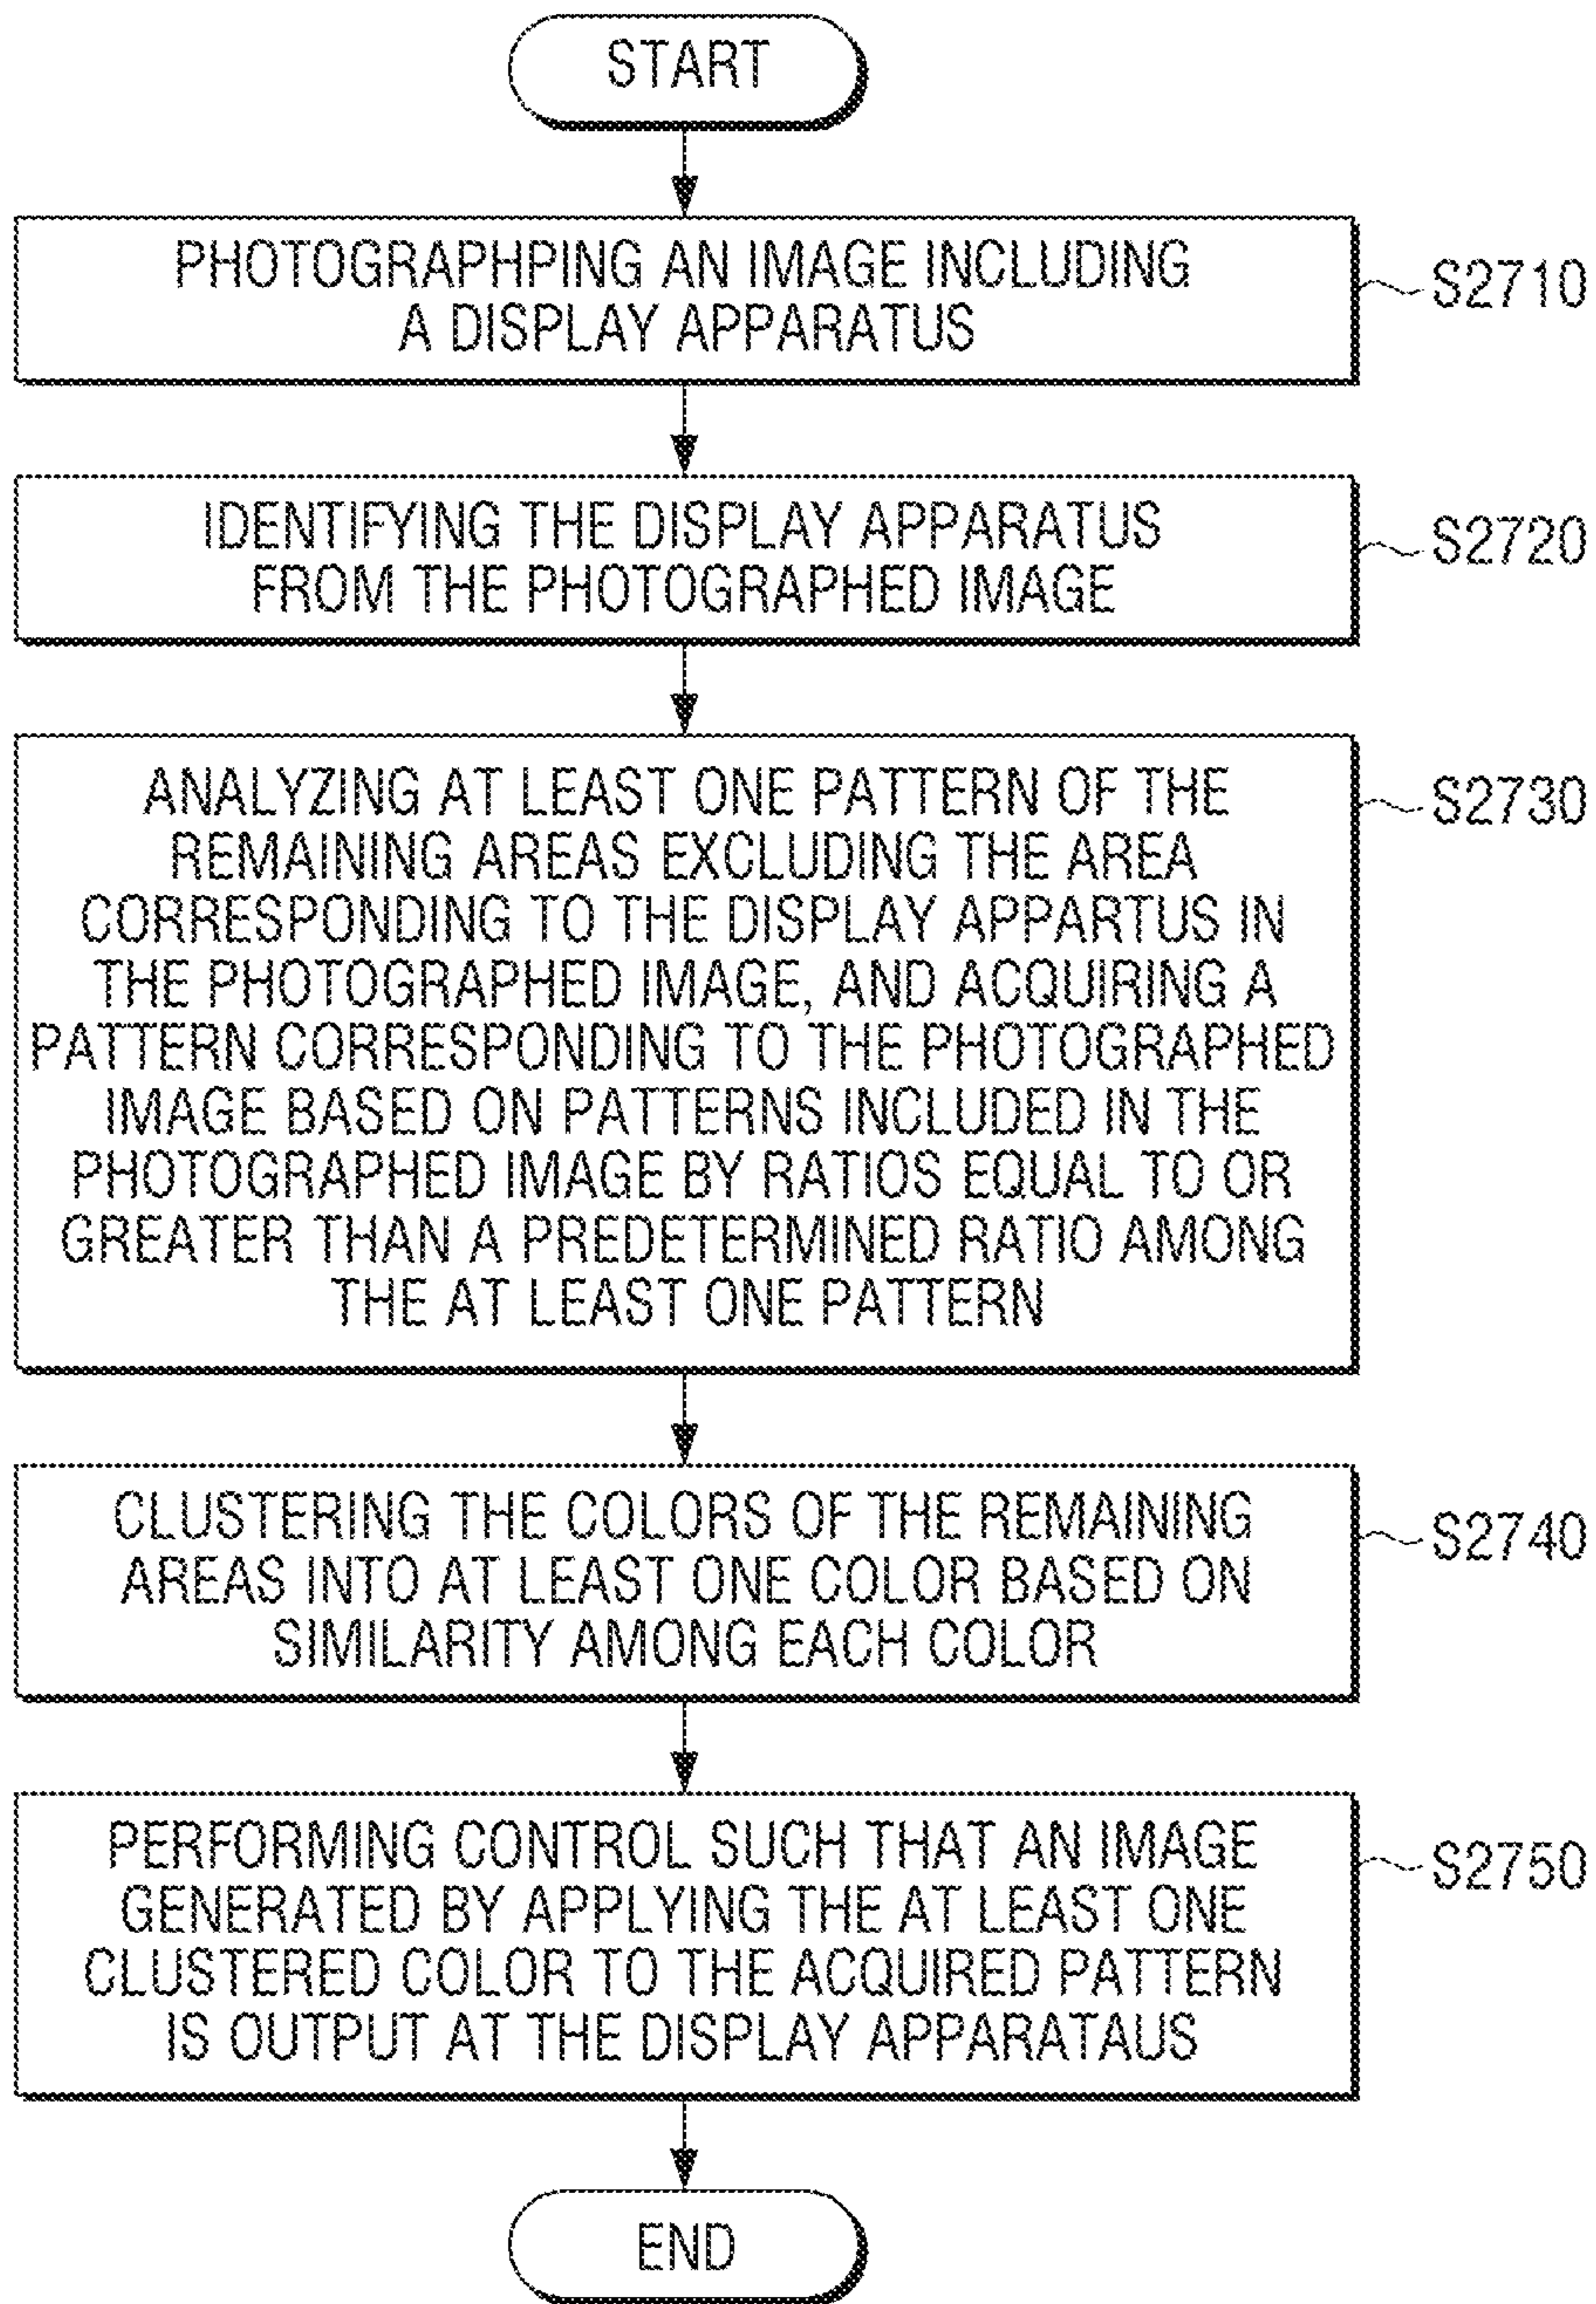 START
PHOTOGRAPHPING AN IMAGE INCLUDING
A DISPLAY APPARATUS
S2710
IDENTIFYING THE DISPLAY APPARATUS
FROM THE PHOTOGRAPHED IMAGE
S2720
ANALYZING AT LEAST ONE PATTERN OF THE
REMAINING AREAS EXCLUDING THE AREA
CORRESPONDING TO THE DISPLAY APPARTUS IN
THE PHOTOGRAPHED IMAGE, AND ACQUIRING A
PATTERN CORRESPONDING TO THE PHOTOGRAPHED
IMAGE BASED ON PATTERNS INCLUDED IN THE
PHOTOGRAPHED IMAGE BY RATIOS EQUAL TO OR
GREATER THAN A PREDETERMINED RATIO AMONG
THE AT LEAST ONE PATTERN
S2730
CLUSTERING THE COLORS OF THE REMAINING
AREAS INTO AT LEAST ONE COLOR BASED ON
SIMILARITY AMONG EACH COLOR
S2740
PERFORMING CONTROL SUCH THAT AN IMAGE
GENERATED BY APPLYING THE AT LEAST ONE
CLUSTERED COLOR TO THE ACQUIRED PATTERN
IS OUTPUT AT THE DISPLAY APPARATAUS
S2750
END